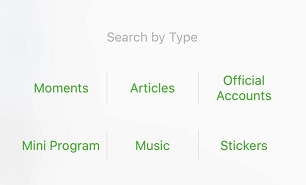 Search by Type
Moments Articles Official
Accounts
Mini Program Music Stickers